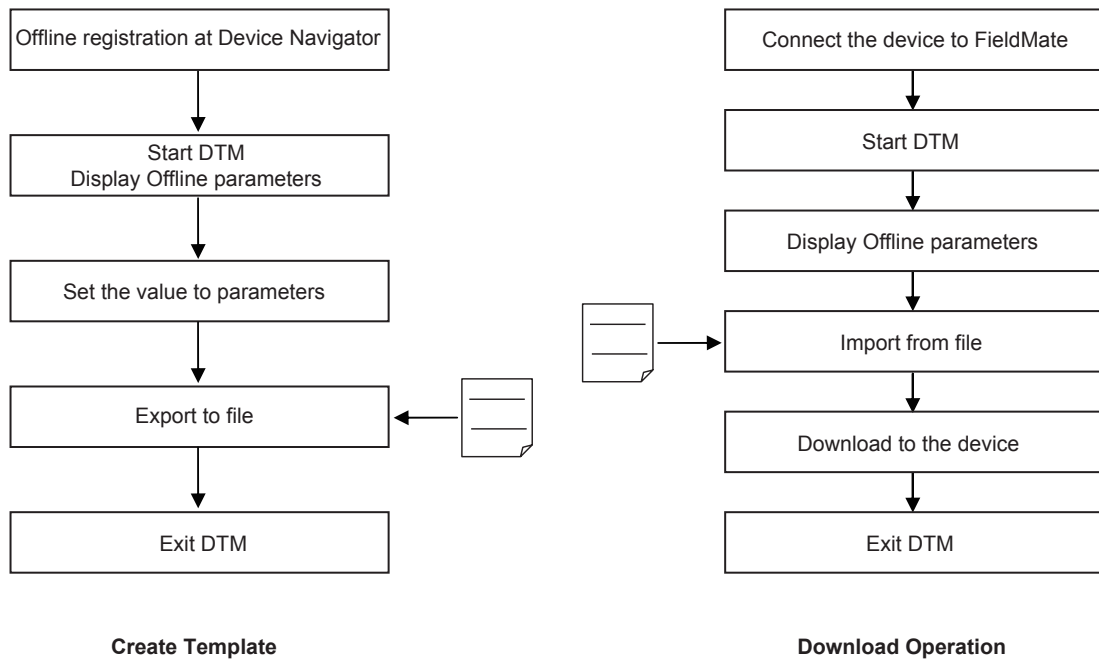 Offline registration at Device Navigator
Start DTM
Display Offline parameters
Set the value to parameters
Export to file
Exit DTM
Create Template
Connect the device to FieldMate
Start DTM
Display Offline parameters
Import from file
Download to the device
Exit DTM
Download Operation